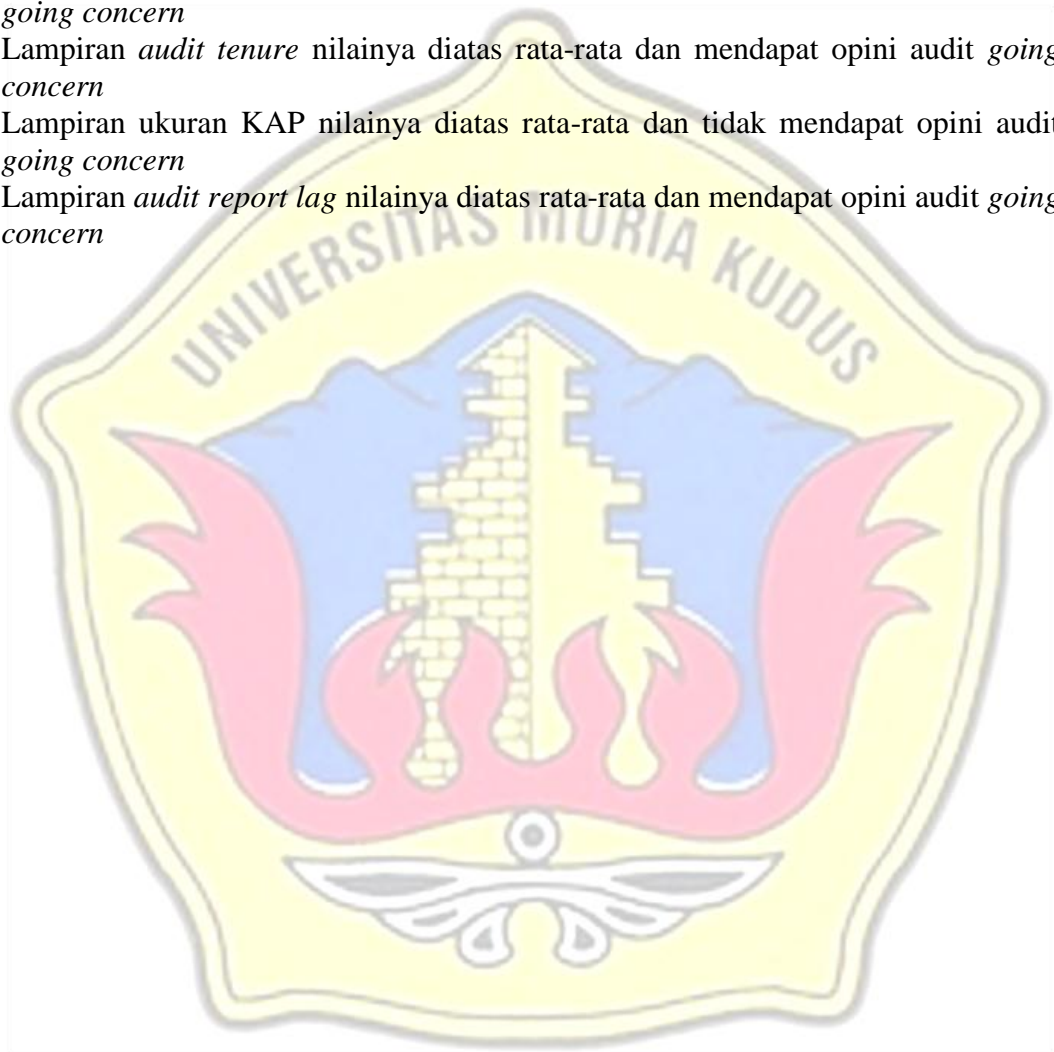 going concern
Lampiran audit tenure nilainya diatas rata-rata dan mendapat opini audit going
concern
Lampiran ukuran KAP nilainya diatas rata-rata dan tidak mendapat opini audit
going concern
Lampiran audit report lag nilainya diatas rata-rata dan mendapat opini audit going
concern
UNIVERSITAS MURIA KUDUS